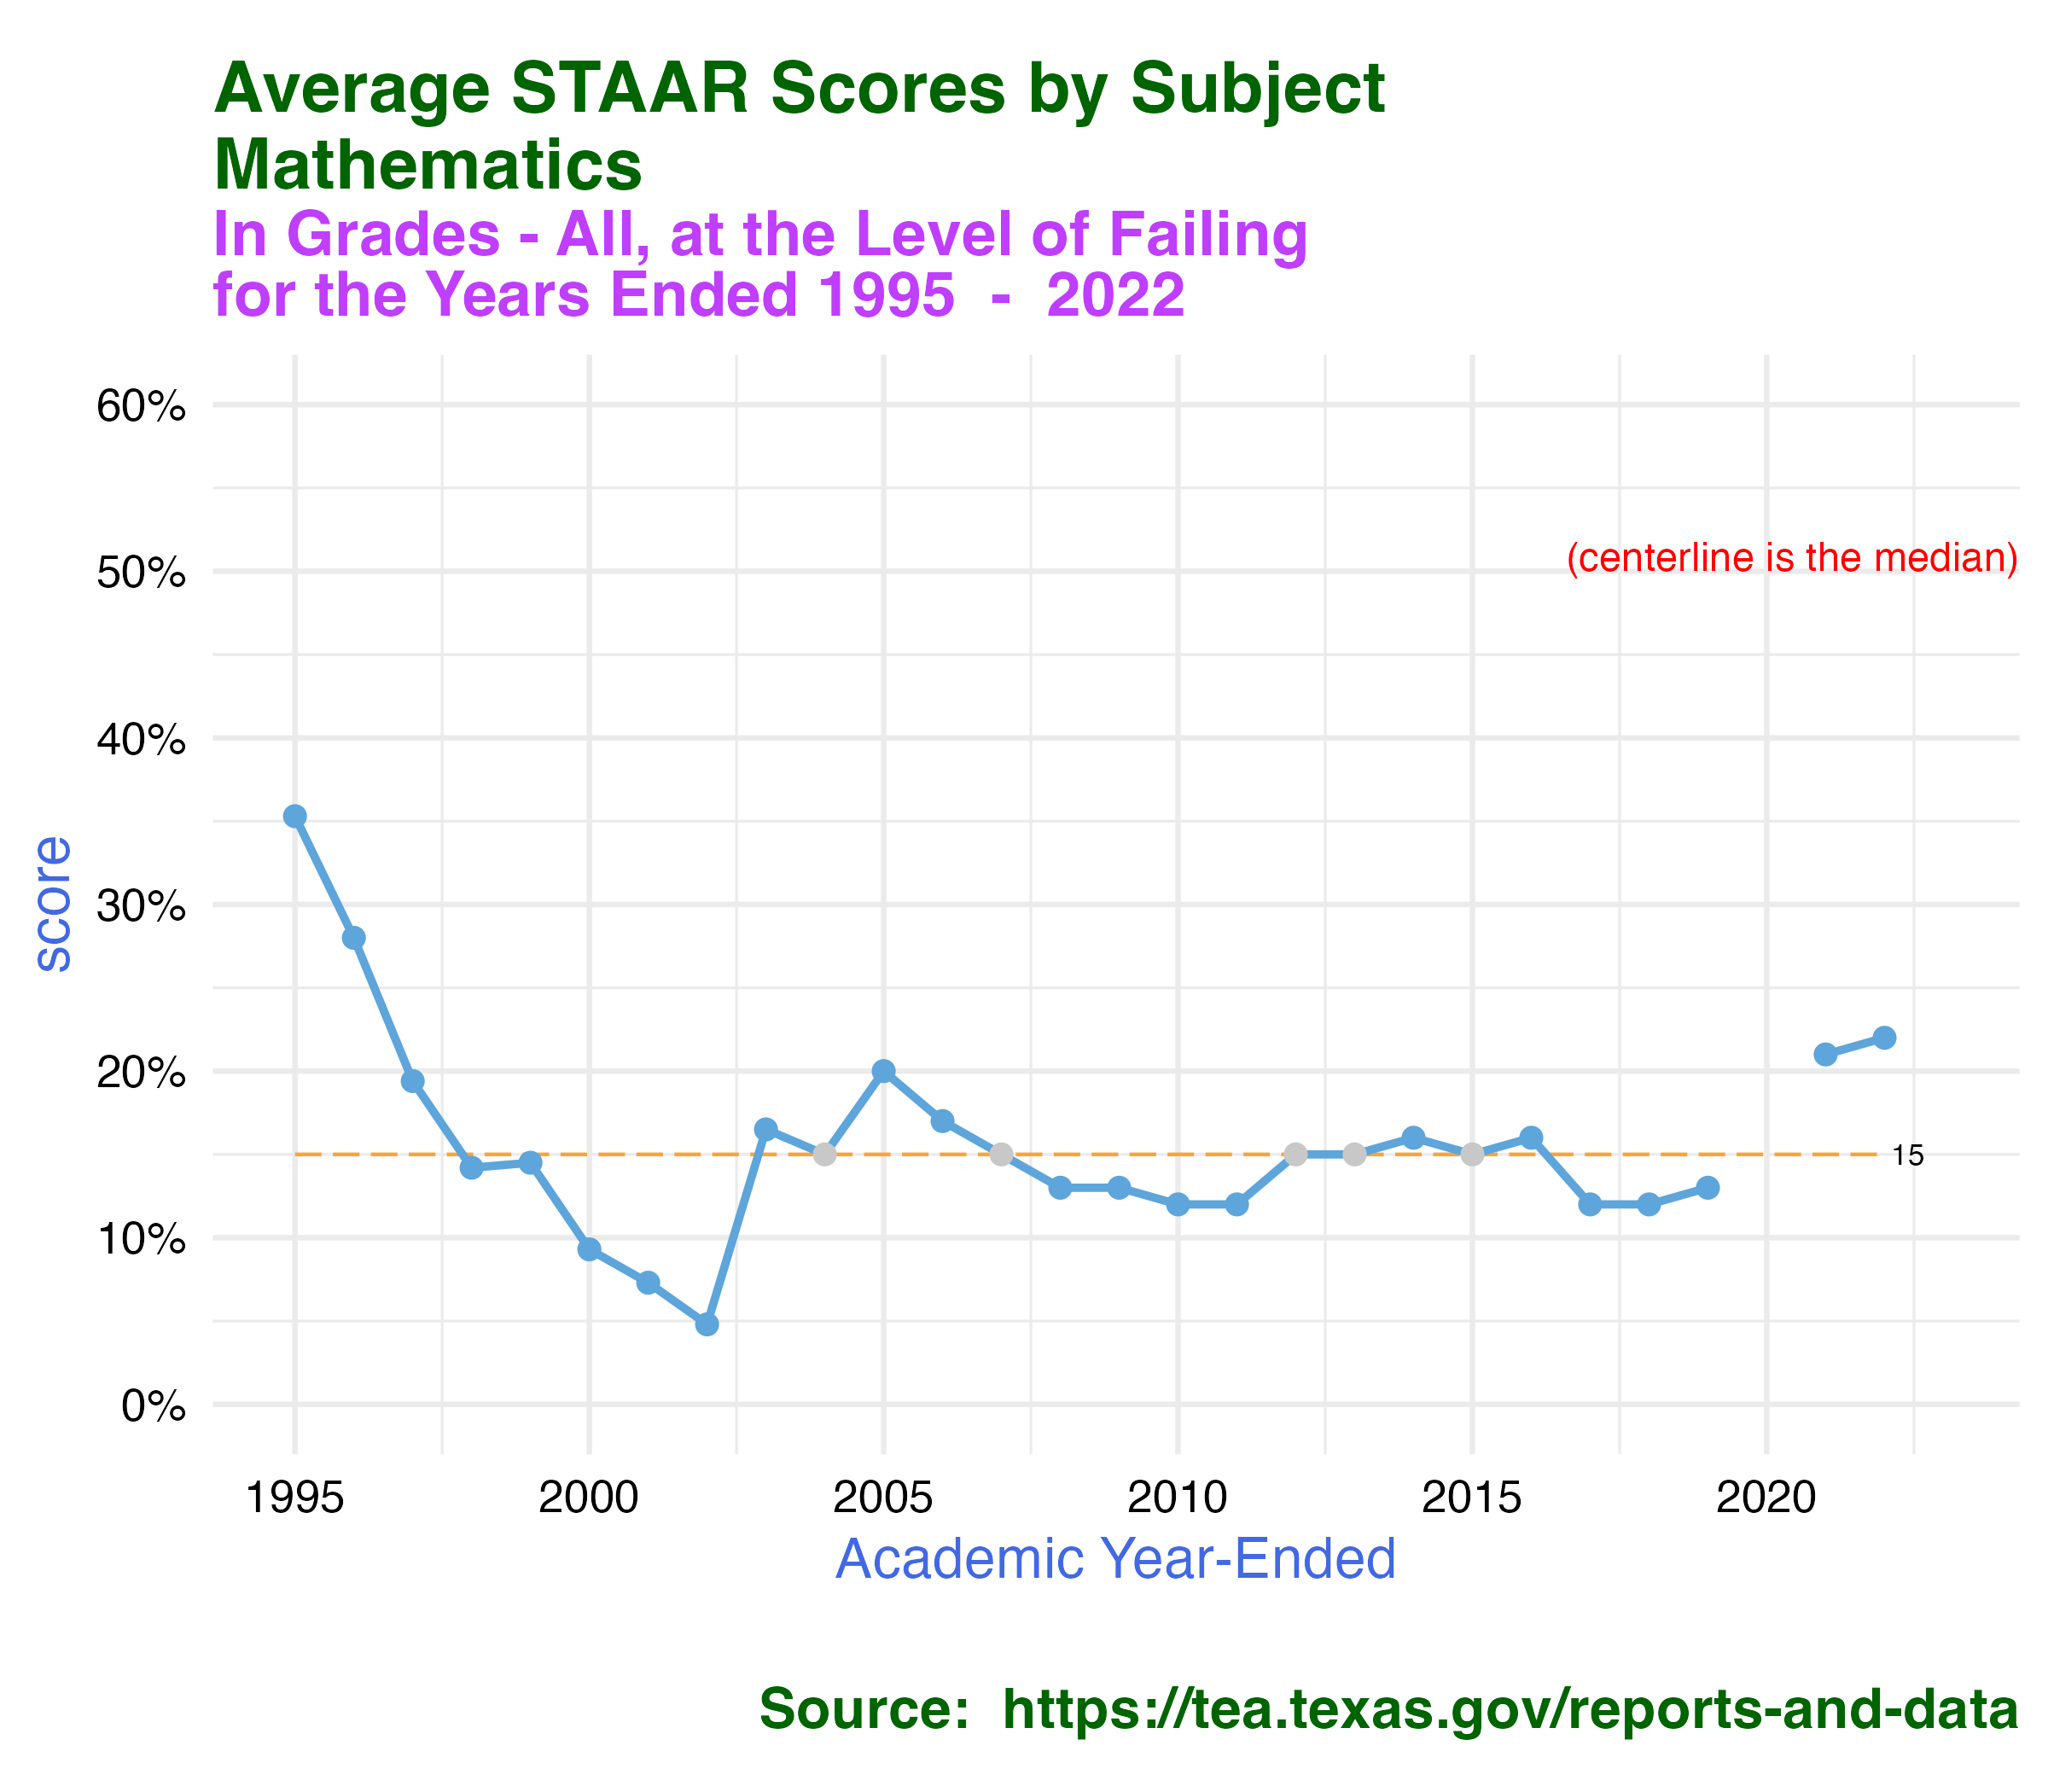 Average STAAR Scores by Subject
Mathematics
In Grades - All, at the Level of Failing
for the Years Ended 1995  -  2022
60%
(centerline is the median)
50%
40%
score
30%
20%
15
10%
0%
1995 2000 2005 2010 2015 2020
Academic Year-Ended
Source:  https://tea.texas.gov/reports-and-data